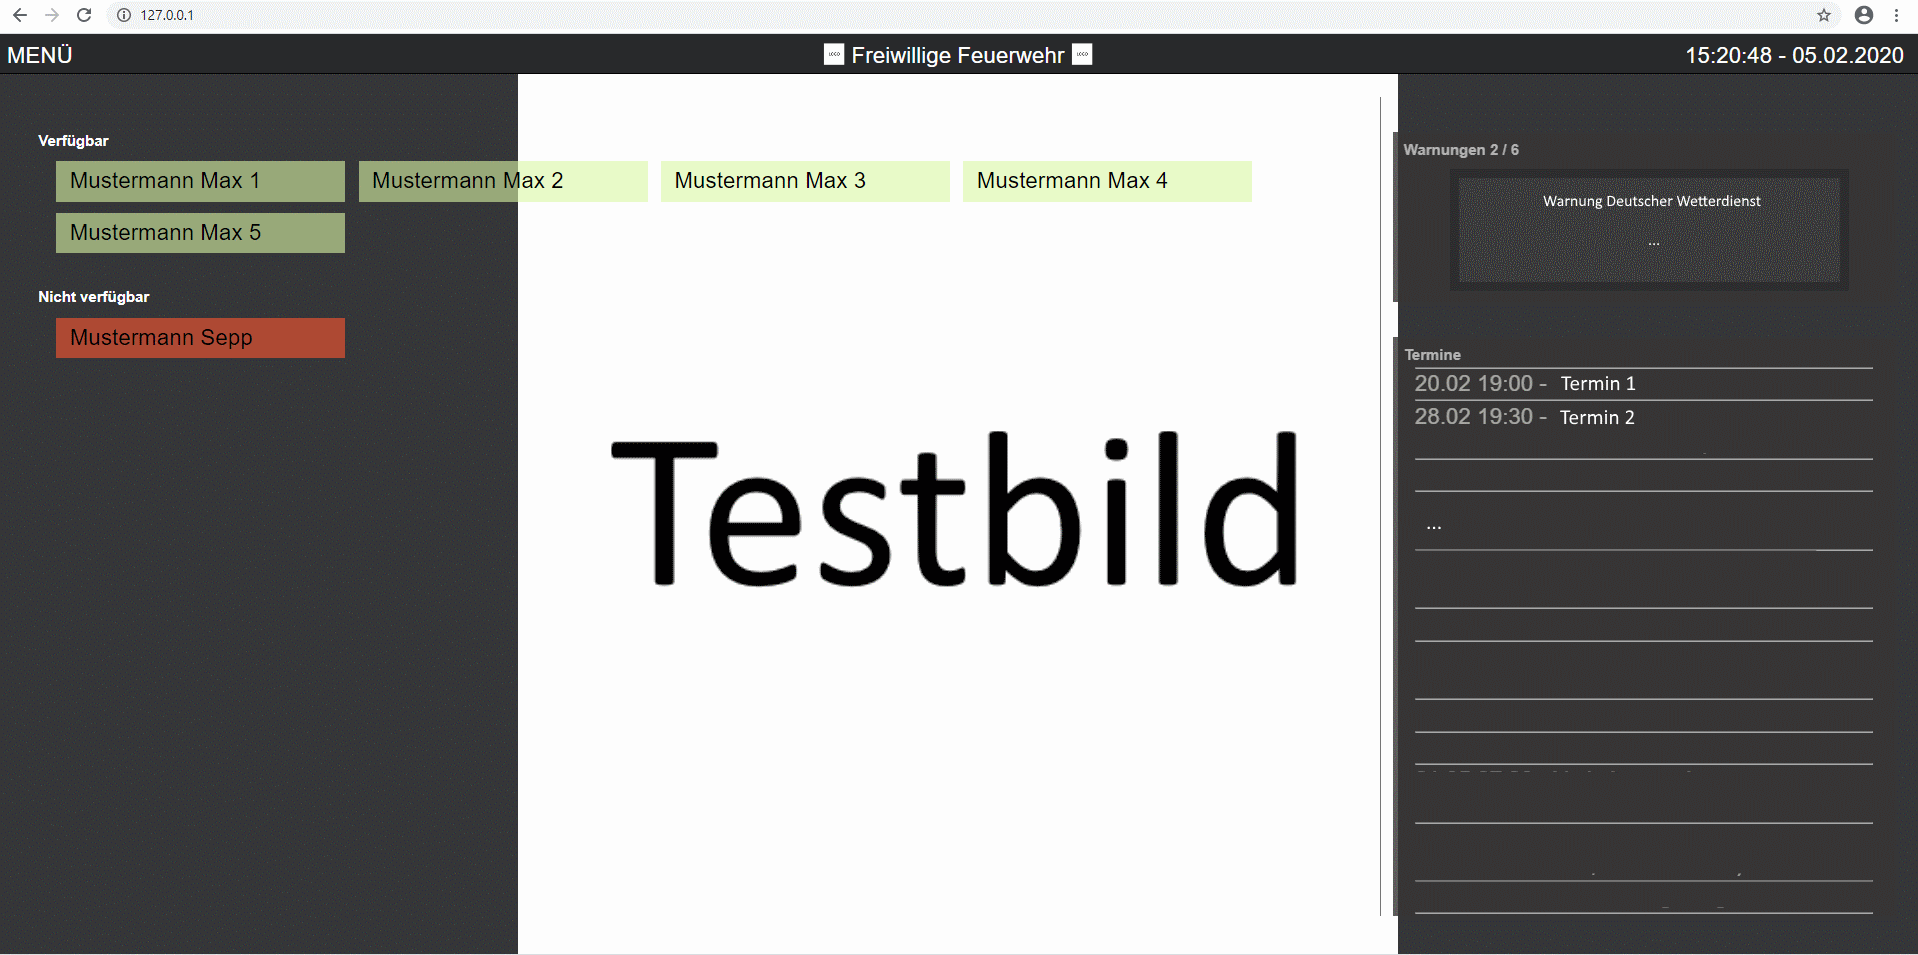 127.0.0.1
MENÜ
Freiwillige Feuerwehr
15:20:48 - 05.02.2020
Verfügbar
Mustermann Max 1
Mustermann Max 2
Mustermann Max 3
Mustermann Max 4
Mustermann Max 5
Nicht verfügbar
Mustermann Sepp
Testbild
Warnungen 2 / 6
Warnung Deutscher Wetterdienst
...
Termine
20.02 19:00 - Termin 1
28.02 19:30 - Termin 2
...